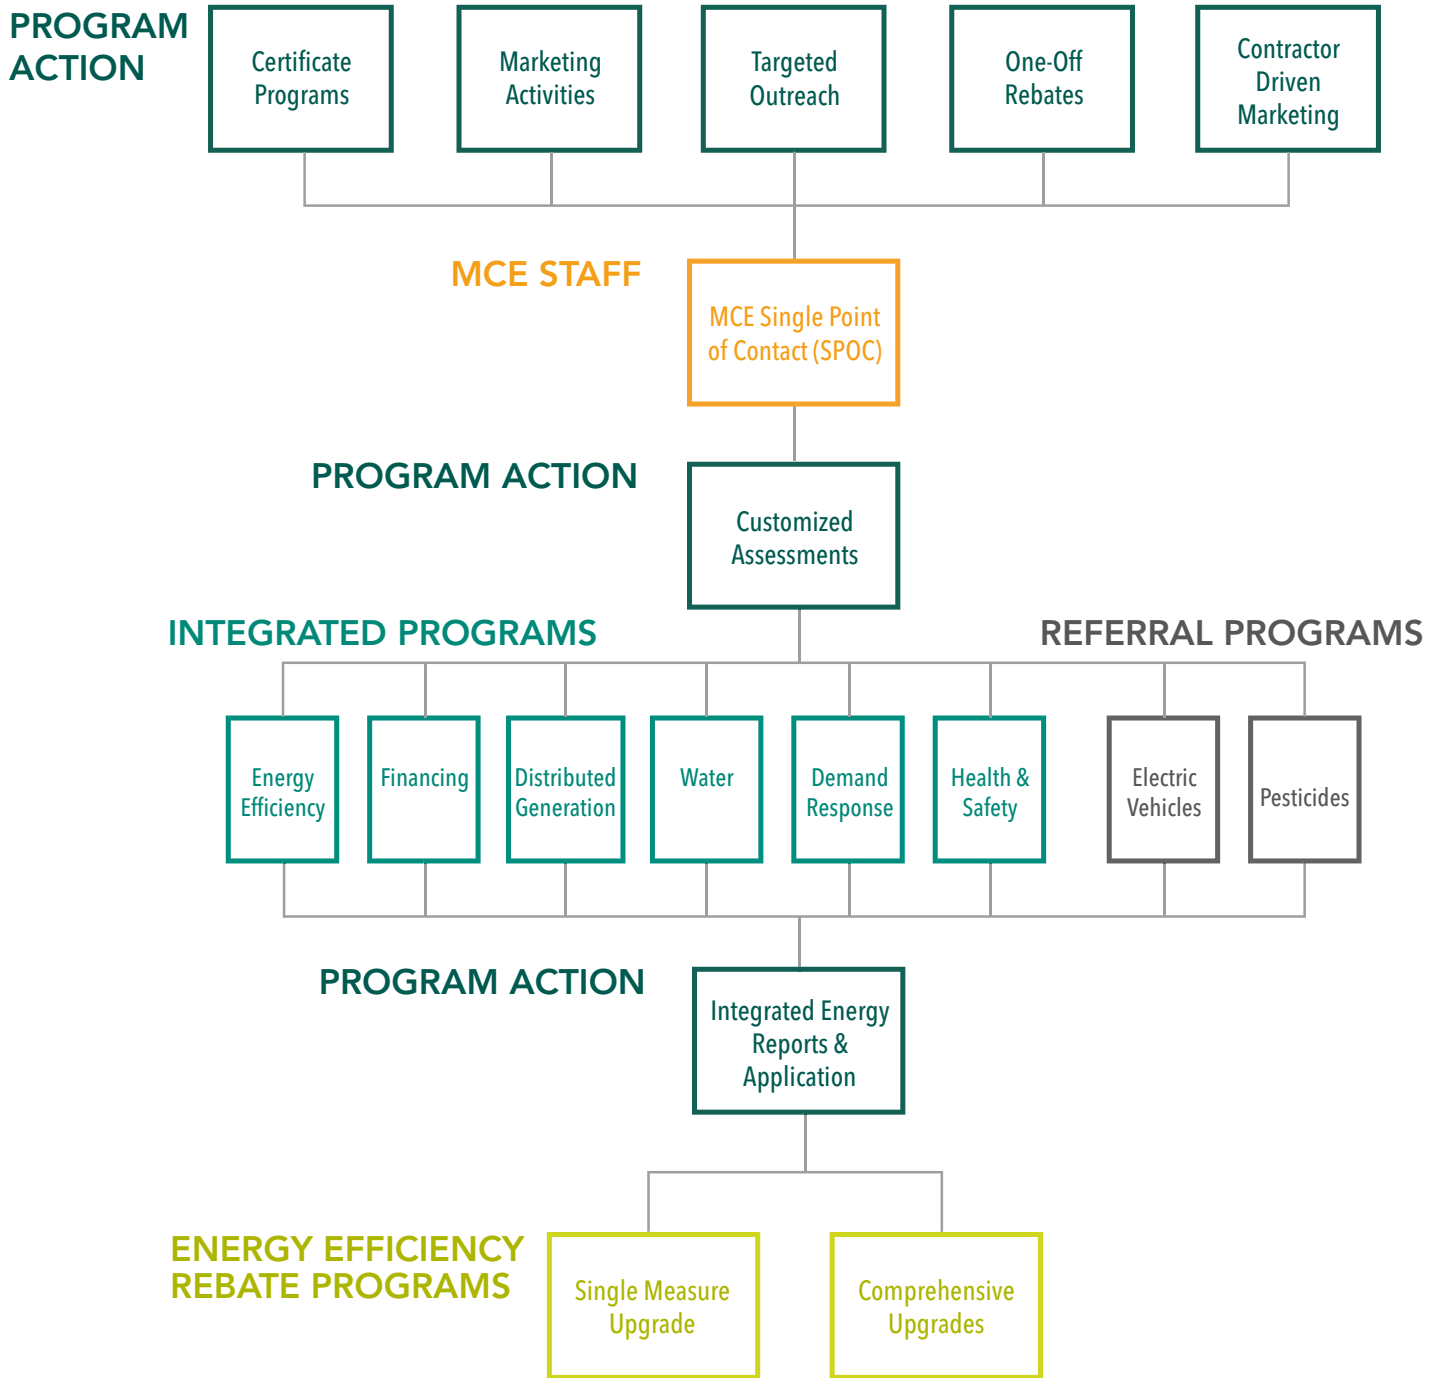 PROGRAM
ACTION
Certificate
Programs
Marketing
Activities
Targeted
Outreach
One-Off
Rebates
Contractor
Driven
Marketing
MCE STAFF
MCE Single Point
of Contact (SPOC)
PROGRAM ACTION
Customized
Assessments
INTEGRATED PROGRAMS
REFERRAL PROGRAMS
Energy
Efficiency
Financing
Distributed
Generation
Water
Demand
Response
Health &
Safety
Electric
Vehicles
Pesticides
PROGRAM ACTION
Integrated Energy
Reports &
Application
ENERGY EFFICIENCY
REBATE PROGRAMS
Single Measure
Upgrade
Comprehensive
Upgrades